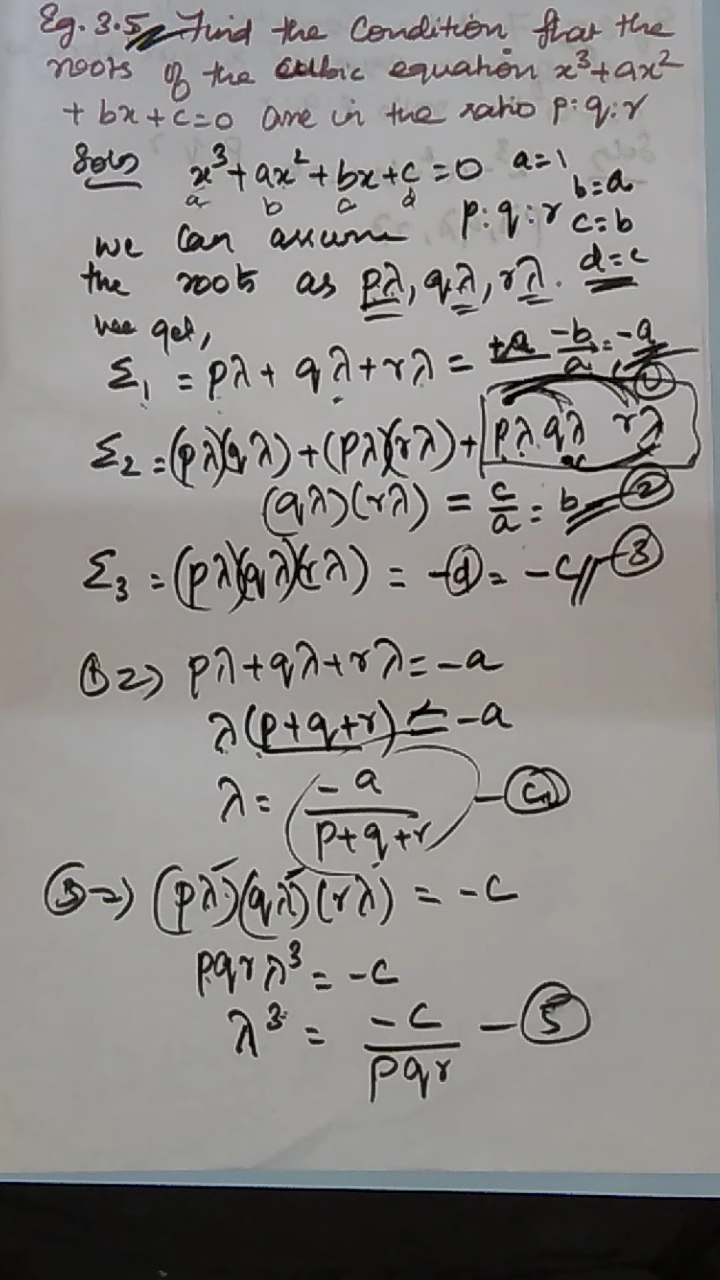 Eg. 3.5 Find the Condition that the
roots of the cubic equation x³+ax²
+ bx+c=0 are in the ratio p:q:r
Soln x³+ax²+bx+c=0 a=1
a b c d b=a
we can assume p:q:r c=b
the roots as pλ, qλ, rλ. d=c
we get,
Σ₁ = pλ + qλ+rλ = -b/a = -a ①
Σ₂ = (pλ)(qλ)+(pλ)(rλ)+ pλ qλ rλ
(qλ)(rλ) = c/a = b — ②
Σ₃ = (pλ)(qλ)(rλ) = -d = -c — ③
① => pλ+qλ+rλ=-a
λ(p+q+r) = -a
λ = -a/(p+q+r) — ④
③ => (pλ)(qλ)(rλ) = -c
pqrλ³ = -c
λ³ = -c/pqr — ⑤